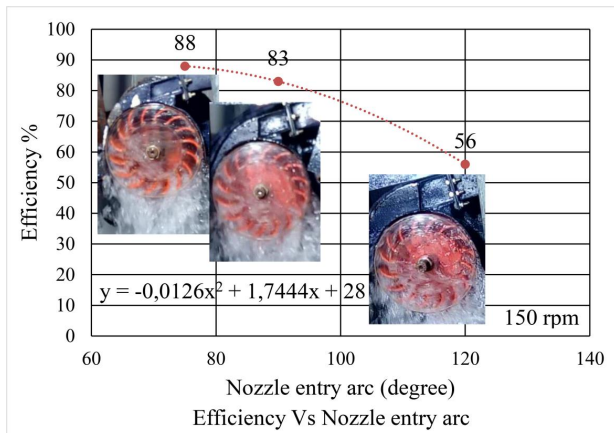 100
90
80
70
60
50
40
30
20
10
0
Efficiency %
88
83
56
y = -0,0126x² + 1,7444x + 28
150 rpm
60 80 100 120 140
Nozzle entry arc (degree)
Efficiency Vs Nozzle entry arc